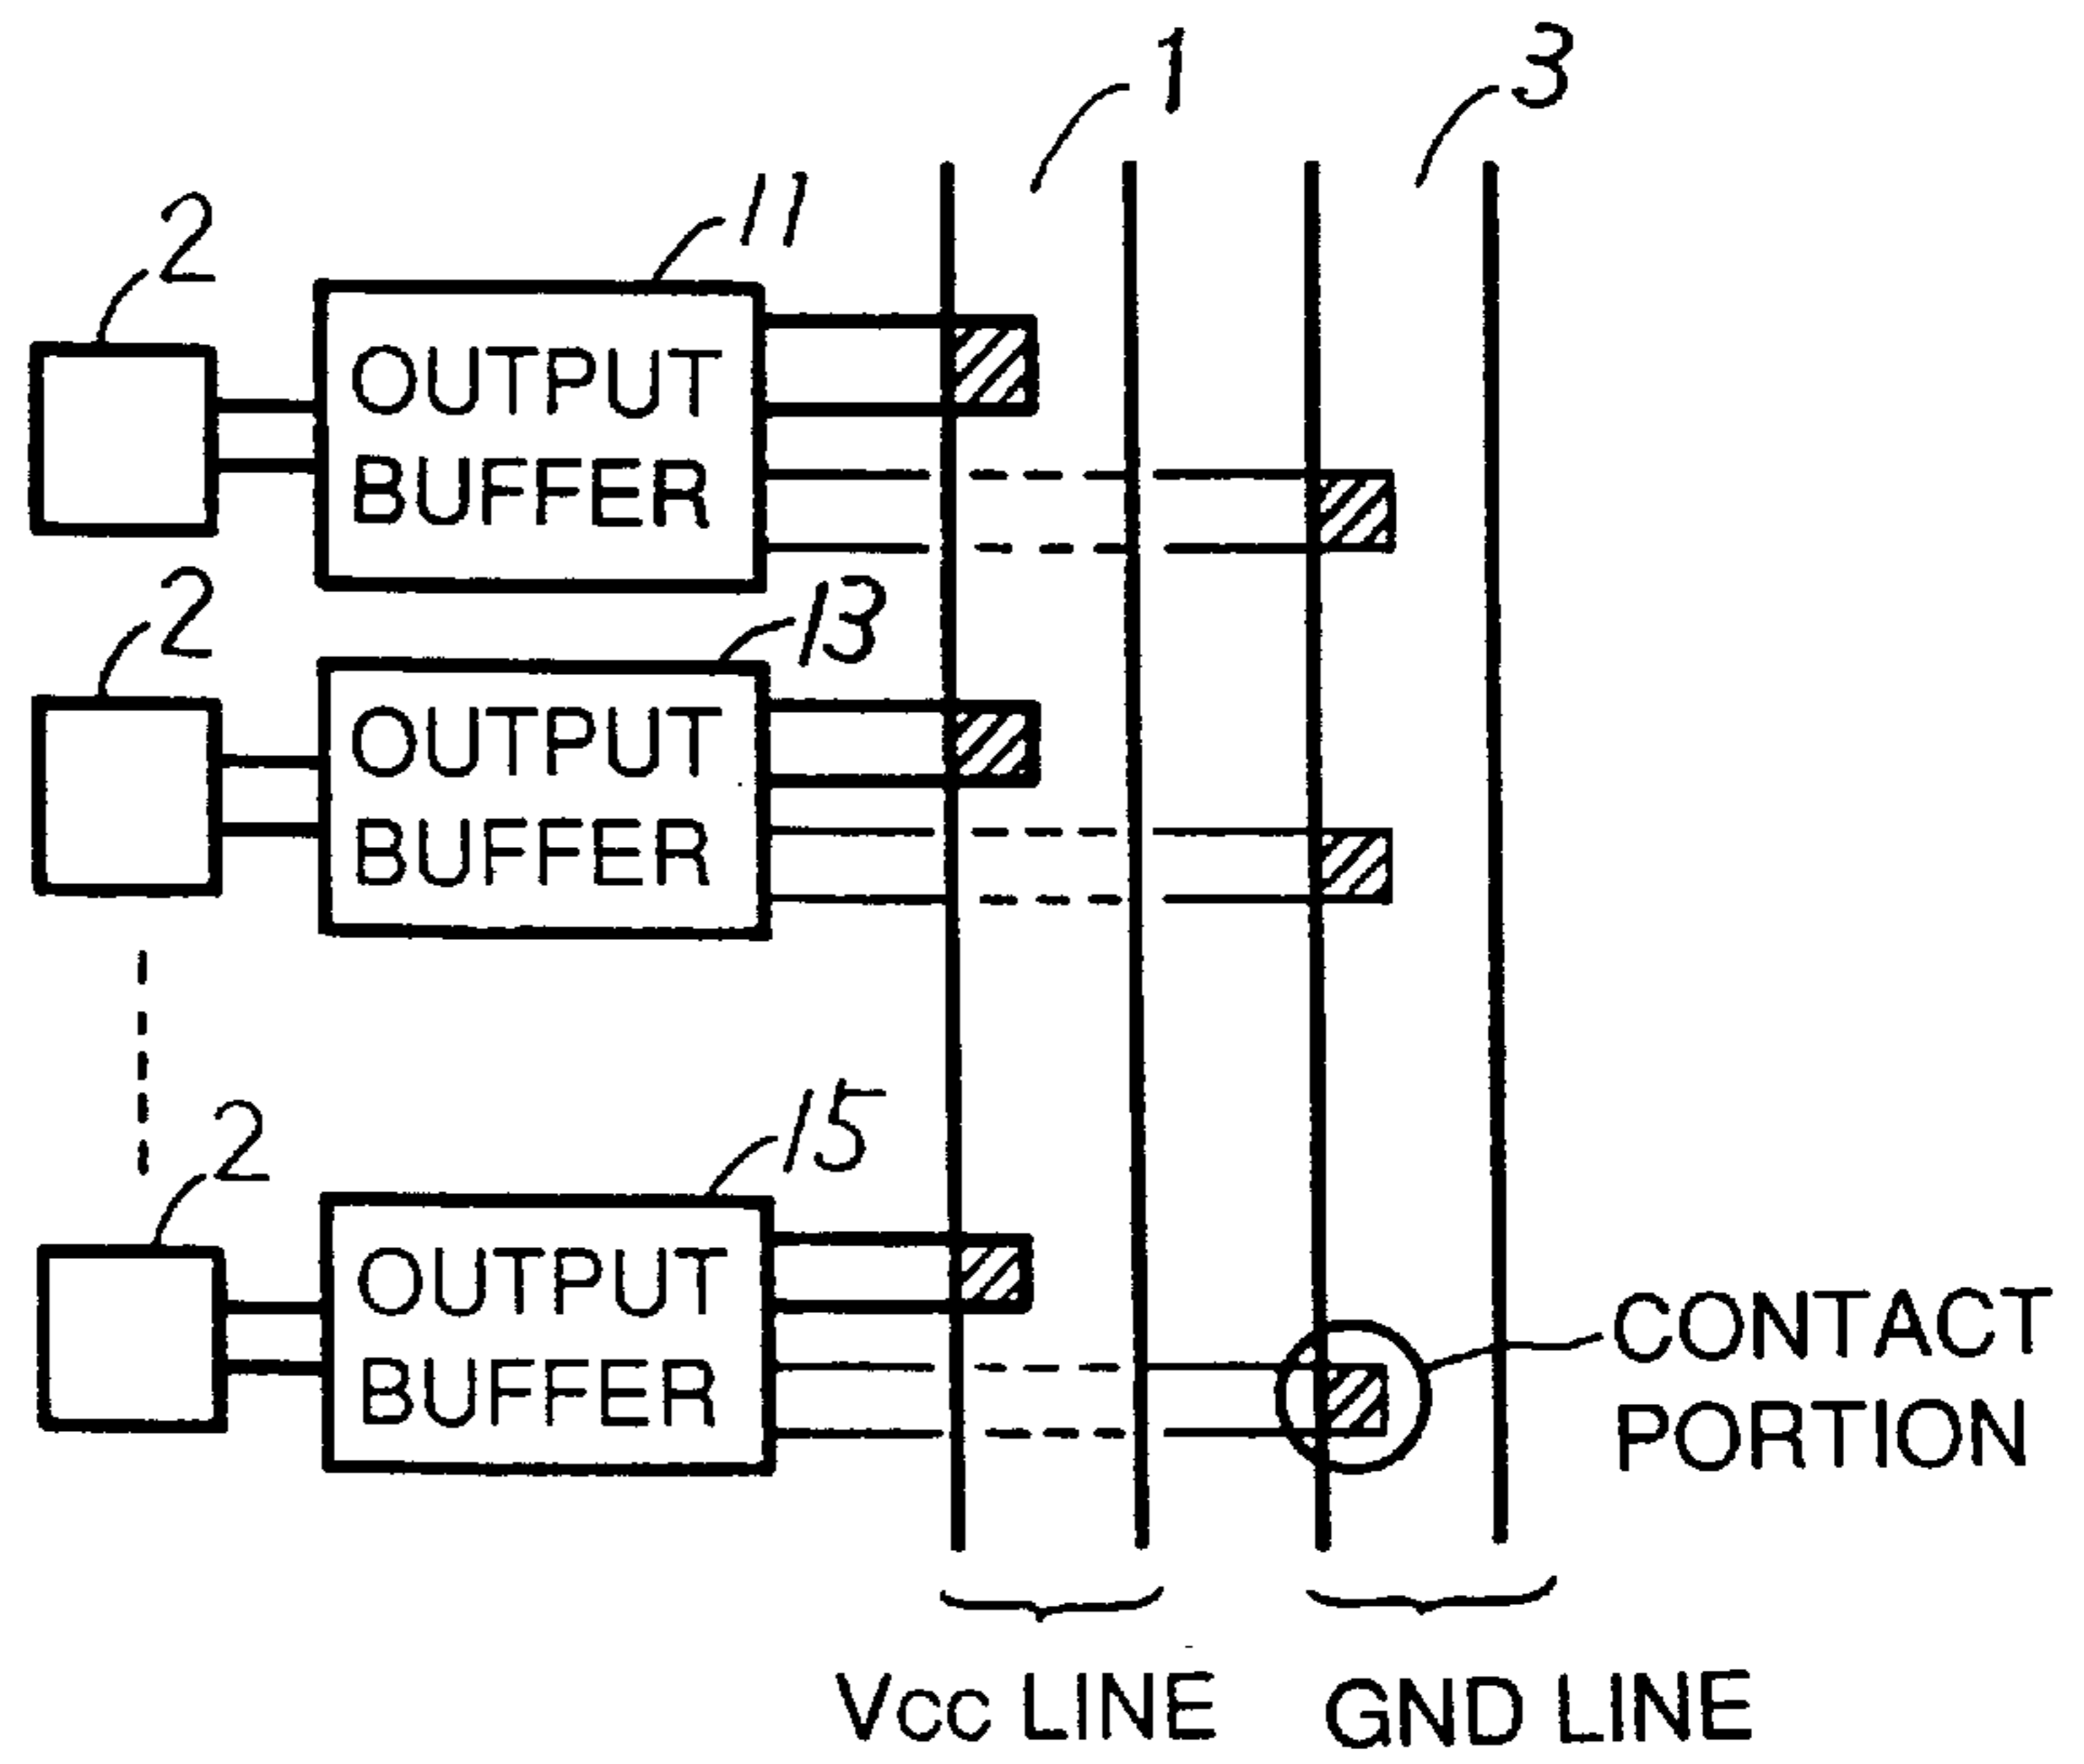 1
3
2
11
OUTPUT
BUFFER
2
13
OUTPUT
BUFFER
2
15
OUTPUT
BUFFER
CONTACT
PORTION
Vcc LINE
GND LINE